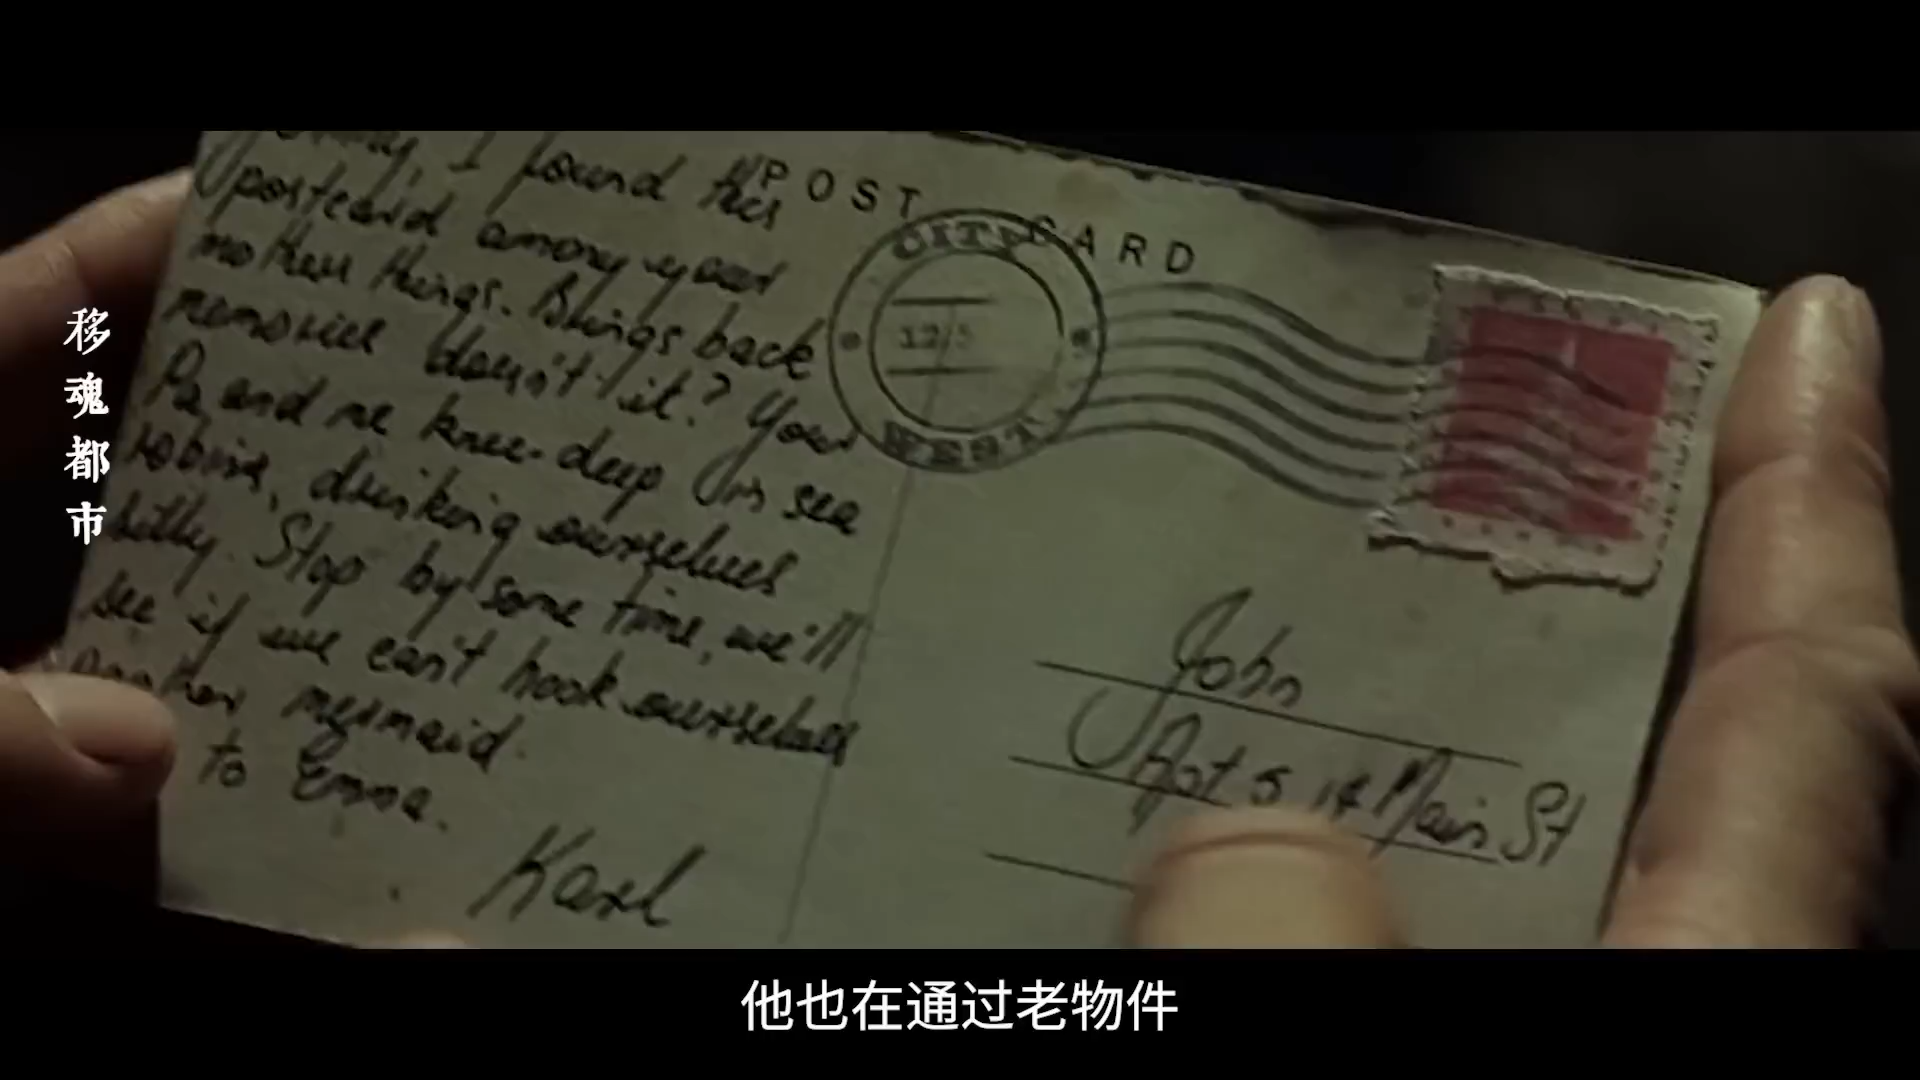 移魂都市
I found this
postcard among your
mother things. Brings back
memories doesn't it? Your
Pa and me knee-deep in sea
robins, drinking ourselves
silly. Stop by some time, we'll
see if we can't hook ourselves
another mermaid.
to Emma.
Karl
POST CARD
CITY
12/5
WEST
John
Apt 5 14 Main St
他也在通过老物件